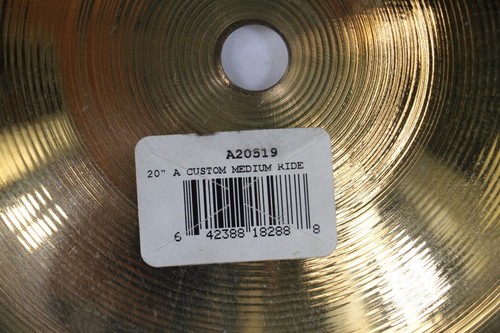 A20519
20" A CUSTOM MEDIUM RIDE
6 42388 18288 8